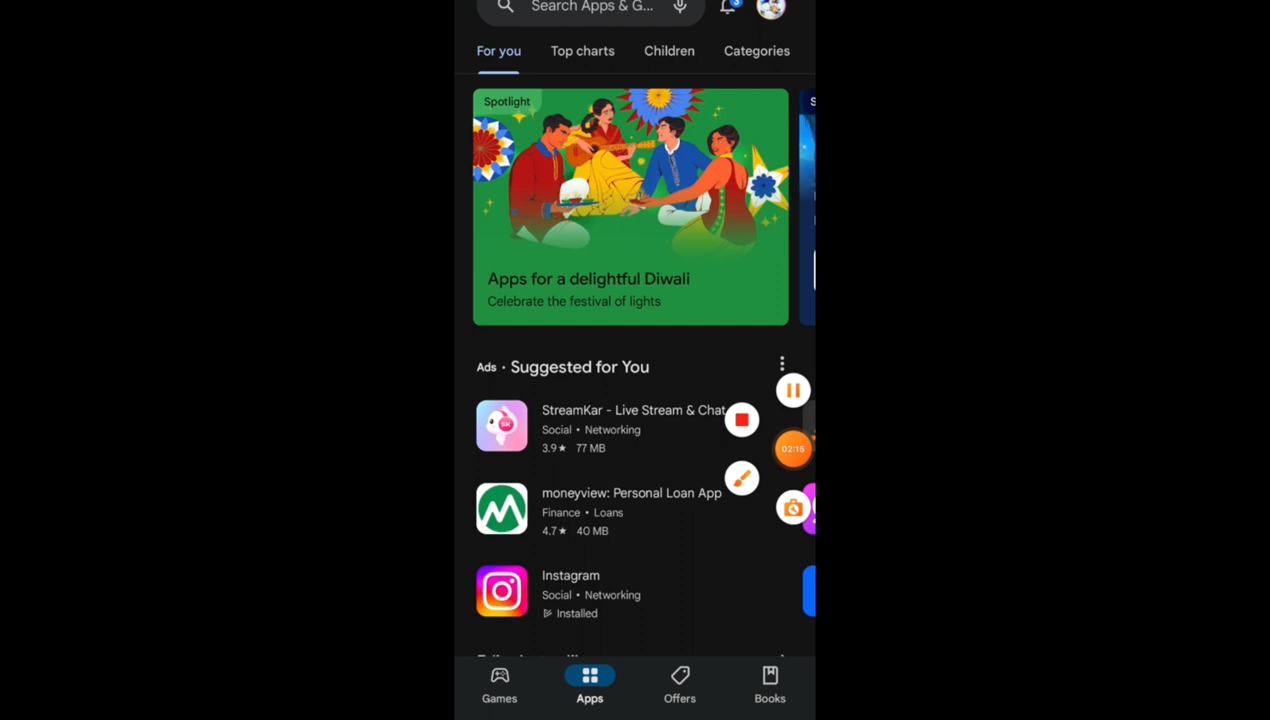 Search Apps & G...
3
For you
Top charts
Children
Categories
Spotlight
S
Apps for a delightful Diwali
Celebrate the festival of lights
Ads • Suggested for You
StreamKar - Live Stream & Chat
Social • Networking
3.9★ 77 MB
SK
02:15
moneyview: Personal Loan App
Finance • Loans
4.7★ 40 MB
Instagram
Social • Networking
Installed
Games
Apps
Offers
Books